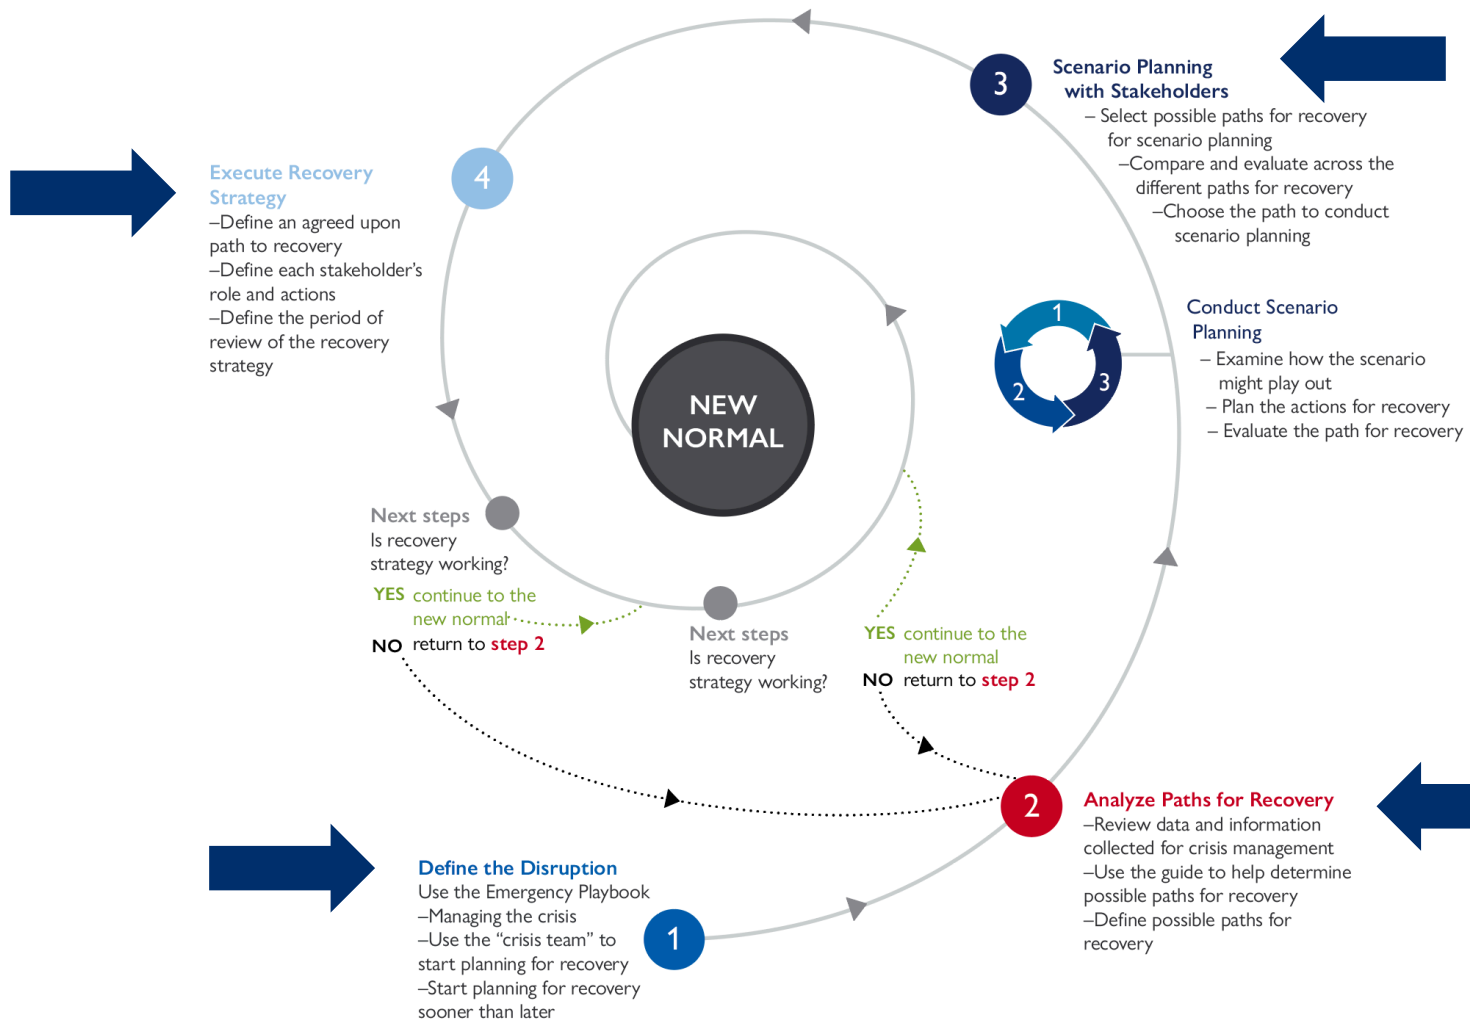 3
Scenario Planning
with Stakeholders
– Select possible paths for recovery
for scenario planning
–Compare and evaluate across the
different paths for recovery
–Choose the path to conduct
scenario planning
4
Execute Recovery
Strategy
–Define an agreed upon
path to recovery
–Define each stakeholder’s
role and actions
–Define the period of
review of the recovery
strategy
1
2
3
Conduct Scenario
Planning
– Examine how the scenario
might play out
– Plan the actions for recovery
– Evaluate the path for recovery
NEW
NORMAL
Next steps
Is recovery
strategy working?
YES continue to the
new normal
NO return to step 2
Next steps
Is recovery
strategy working?
YES continue to the
new normal
NO return to step 2
2
Analyze Paths for Recovery
–Review data and information
collected for crisis management
–Use the guide to help determine
possible paths for recovery
–Define possible paths for
recovery
Define the Disruption
Use the Emergency Playbook
–Managing the crisis
–Use the “crisis team” to
start planning for recovery
–Start planning for recovery
sooner than later
1